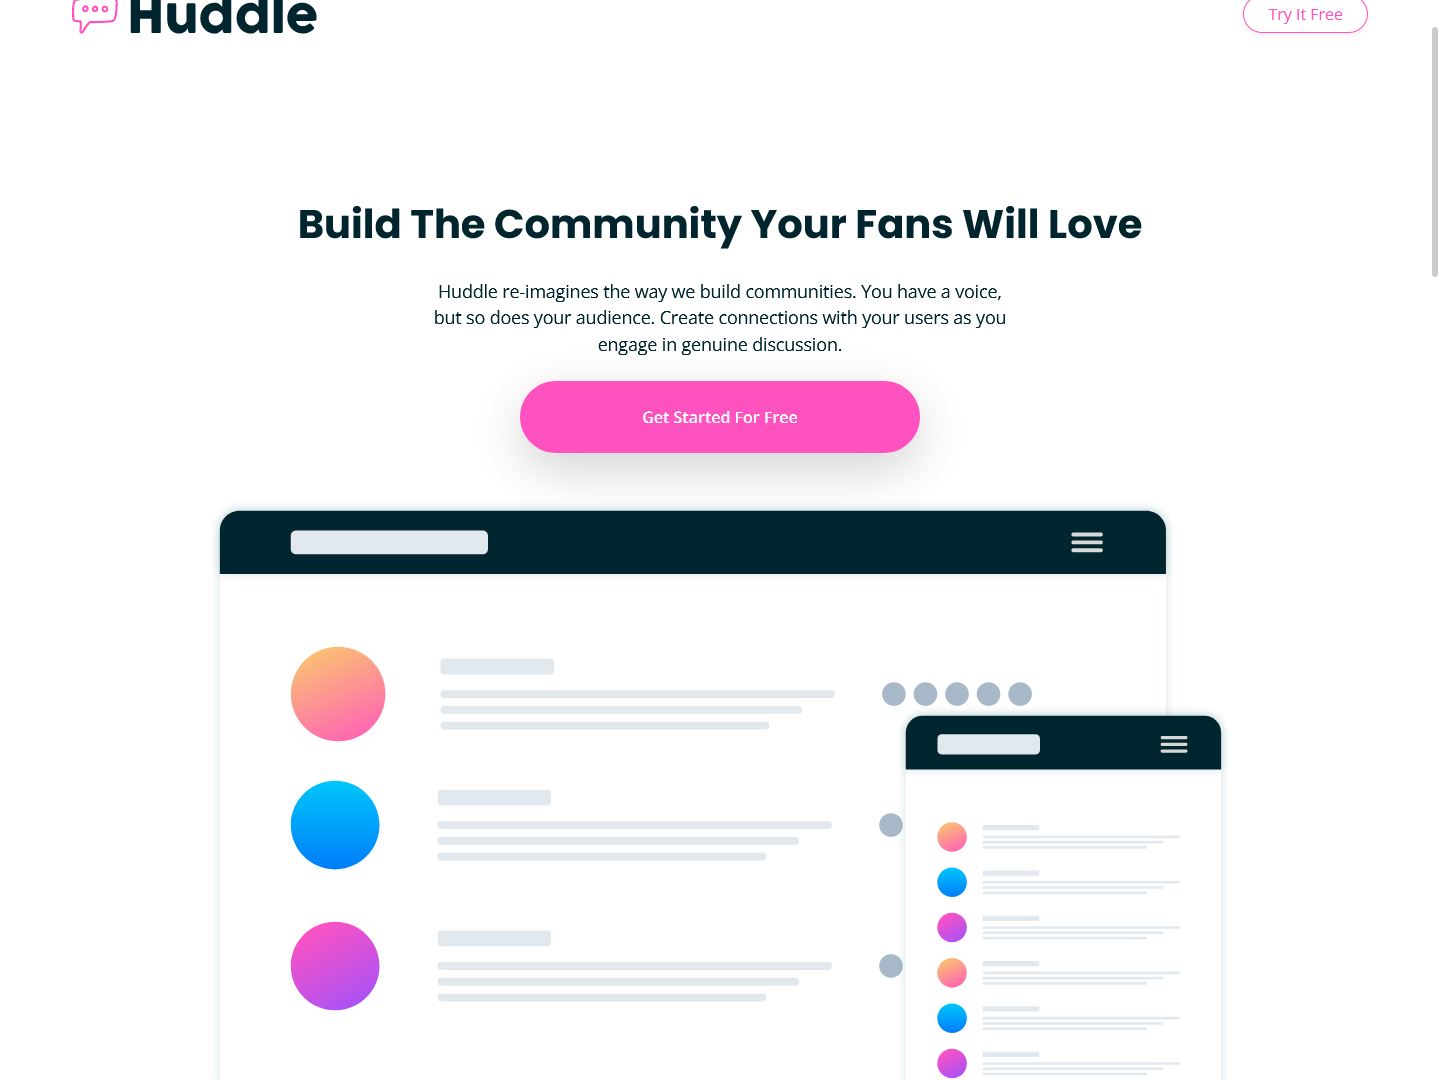 Huddle
Try It Free
Build The Community Your Fans Will Love
Huddle re-imagines the way we build communities. You have a voice,
but so does your audience. Create connections with your users as you
engage in genuine discussion.
Get Started For Free